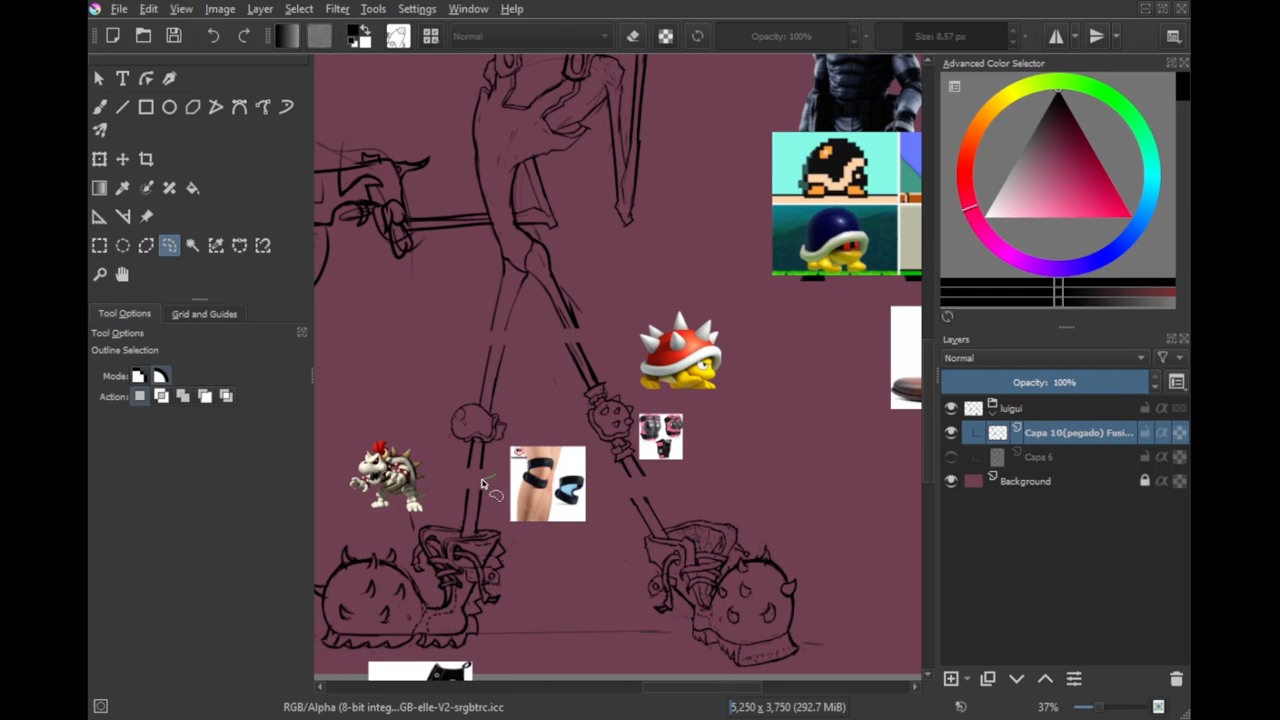 File Edit View Image Layer Select Filter Tools Settings Window Help
Normal
Opacity: 100%
Size: 8.57 px
Advanced Color Selector
Tool Options
Grid and Guides
Tool Options
Outline Selection
Mode:
Action:
Layers
Normal
Opacity: 100%
luigui
Capa 10(pegado) Fusi...
Capa 6
Background
RGB/Alpha (8-bit integ...GB-elle-V2-srgbtrc.icc
5,250 x 3,750 (292.7 MiB)
37%